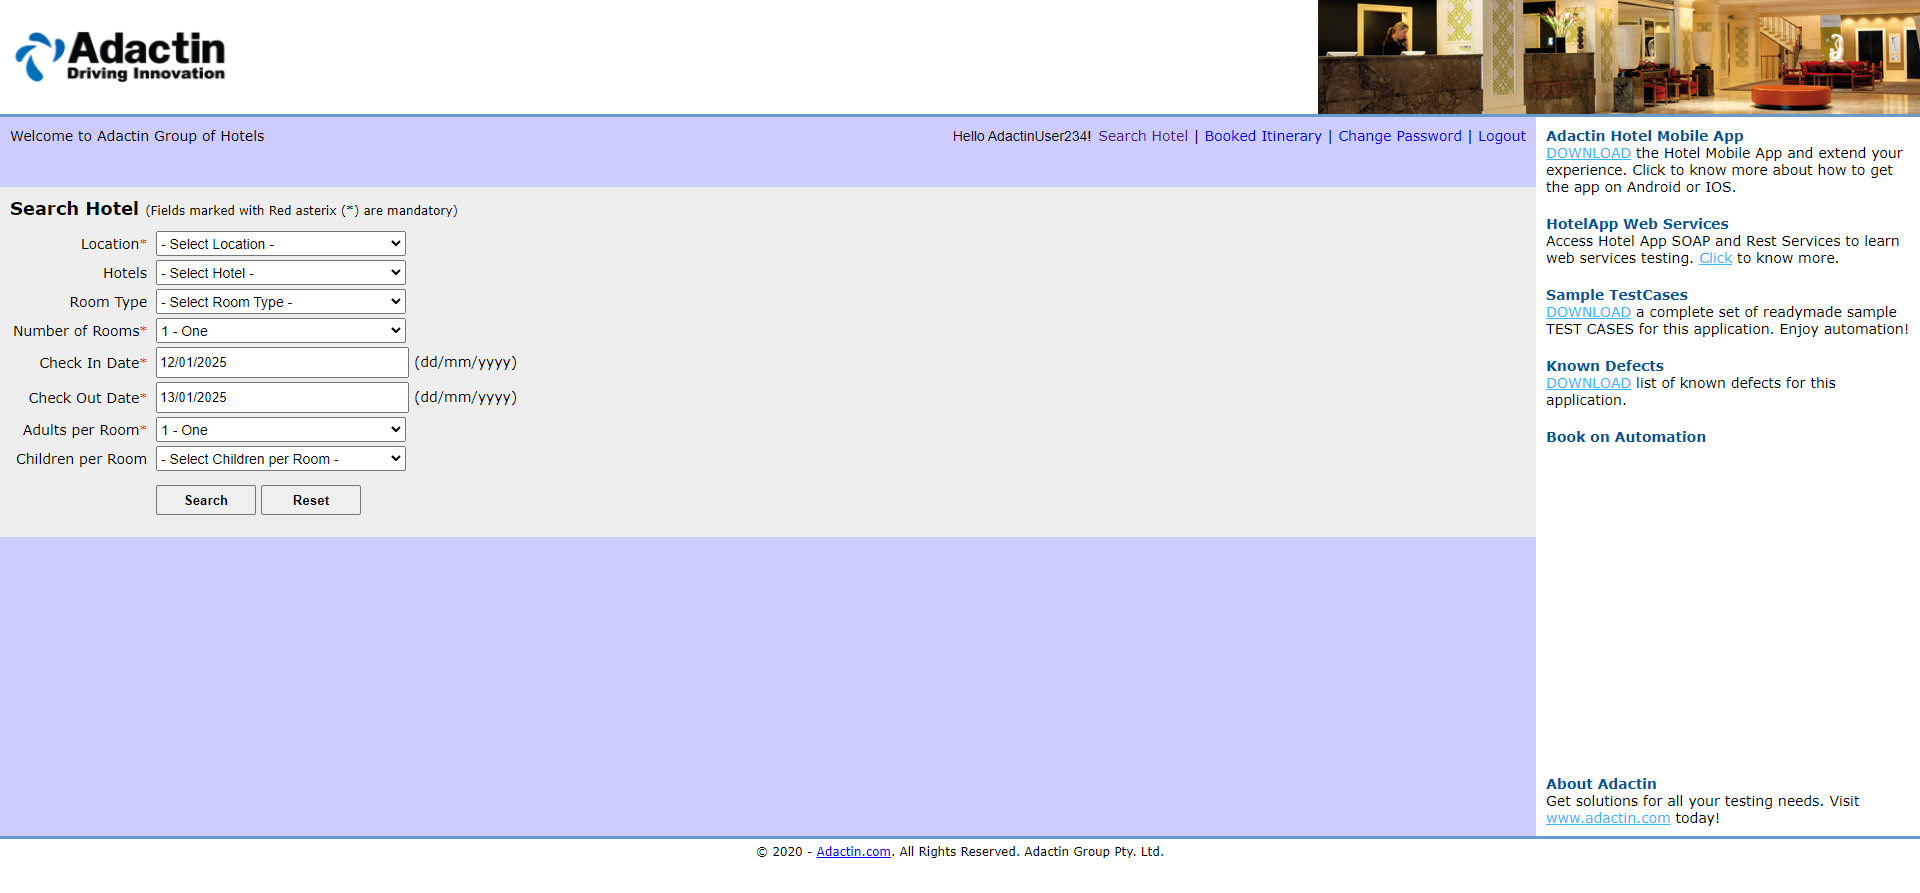 Adactin
Driving Innovation
Welcome to Adactin Group of Hotels
Hello AdactinUser234! Search Hotel | Booked Itinerary | Change Password | Logout
Search Hotel (Fields marked with Red asterix (*) are mandatory)
Location* - Select Location -
Hotels - Select Hotel -
Room Type - Select Room Type -
Number of Rooms* 1 - One
Check In Date* 12/01/2025 (dd/mm/yyyy)
Check Out Date* 13/01/2025 (dd/mm/yyyy)
Adults per Room* 1 - One
Children per Room - Select Children per Room -
Search Reset
Adactin Hotel Mobile App
DOWNLOAD the Hotel Mobile App and extend your
experience. Click to know more about how to get
the app on Android or IOS.
HotelApp Web Services
Access Hotel App SOAP and Rest Services to learn
web services testing. Click to know more.
Sample TestCases
DOWNLOAD a complete set of readymade sample
TEST CASES for this application. Enjoy automation!
Known Defects
DOWNLOAD list of known defects for this
application.
Book on Automation
About Adactin
Get solutions for all your testing needs. Visit
www.adactin.com today!
© 2020 - Adactin.com. All Rights Reserved. Adactin Group Pty. Ltd.